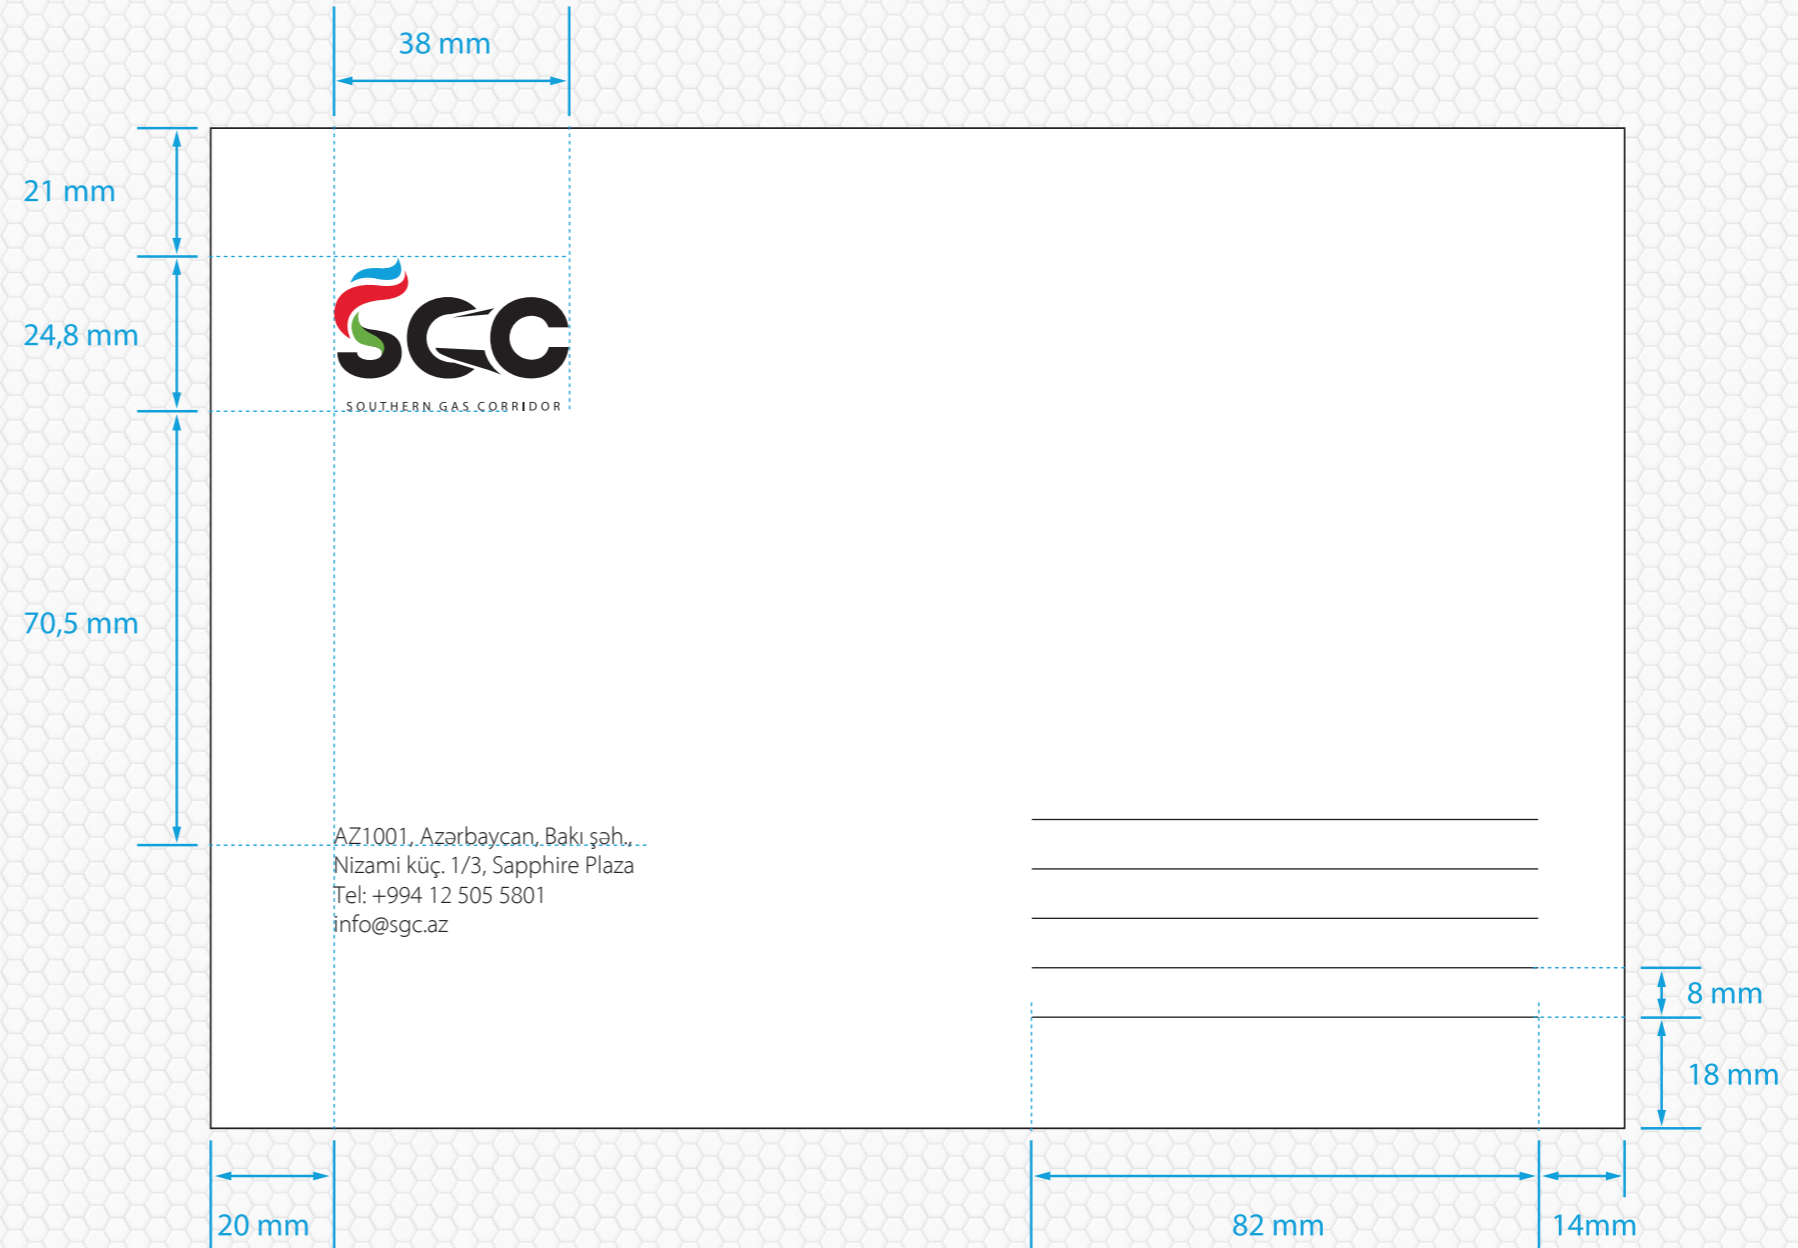 38 mm
21 mm
24,8 mm
SGC
SOUTHERN GAS CORRIDOR
70,5 mm
AZ1001, Azərbaycan, Bakı şəh.,
Nizami küç. 1/3, Sapphire Plaza
Tel: +994 12 505 5801
info@sgc.az
8 mm
18 mm
20 mm
82 mm
14mm